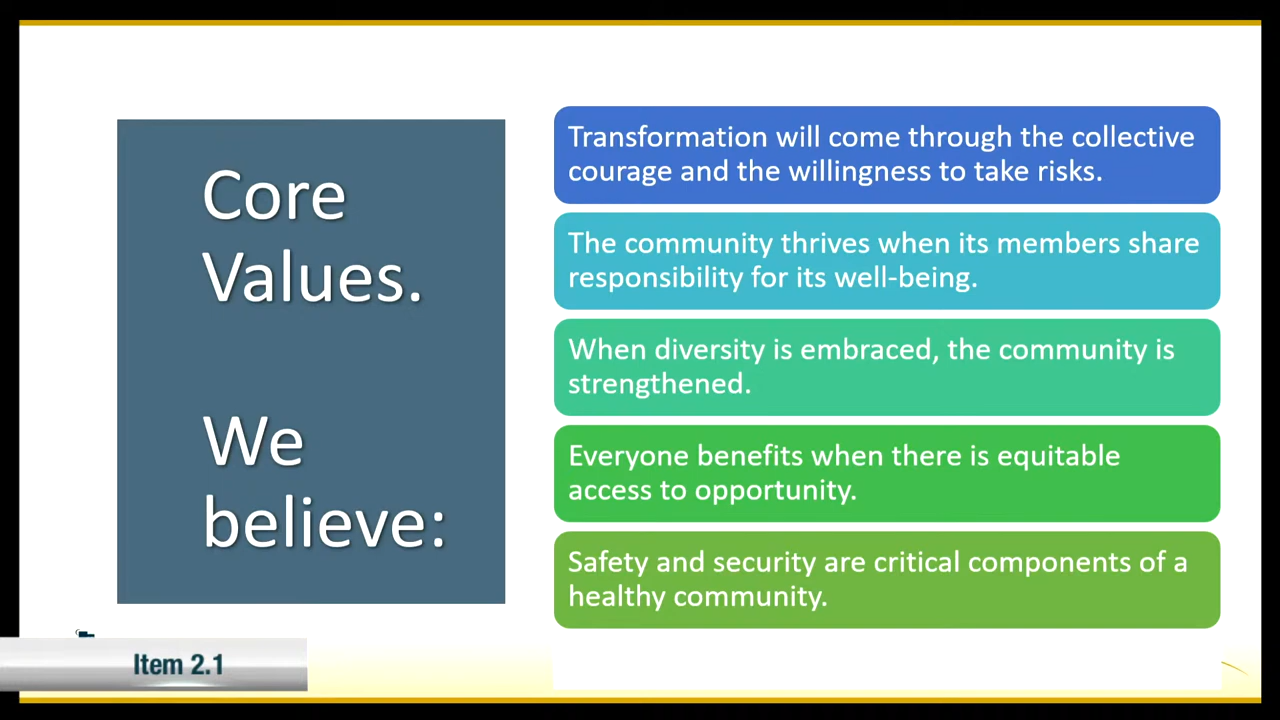 Core
Values.
We
believe:
Transformation will come through the collective
courage and the willingness to take risks.
The community thrives when its members share
responsibility for its well-being.
When diversity is embraced, the community is
strengthened.
Everyone benefits when there is equitable
access to opportunity.
Safety and security are critical components of a
healthy community.
Item 2.1